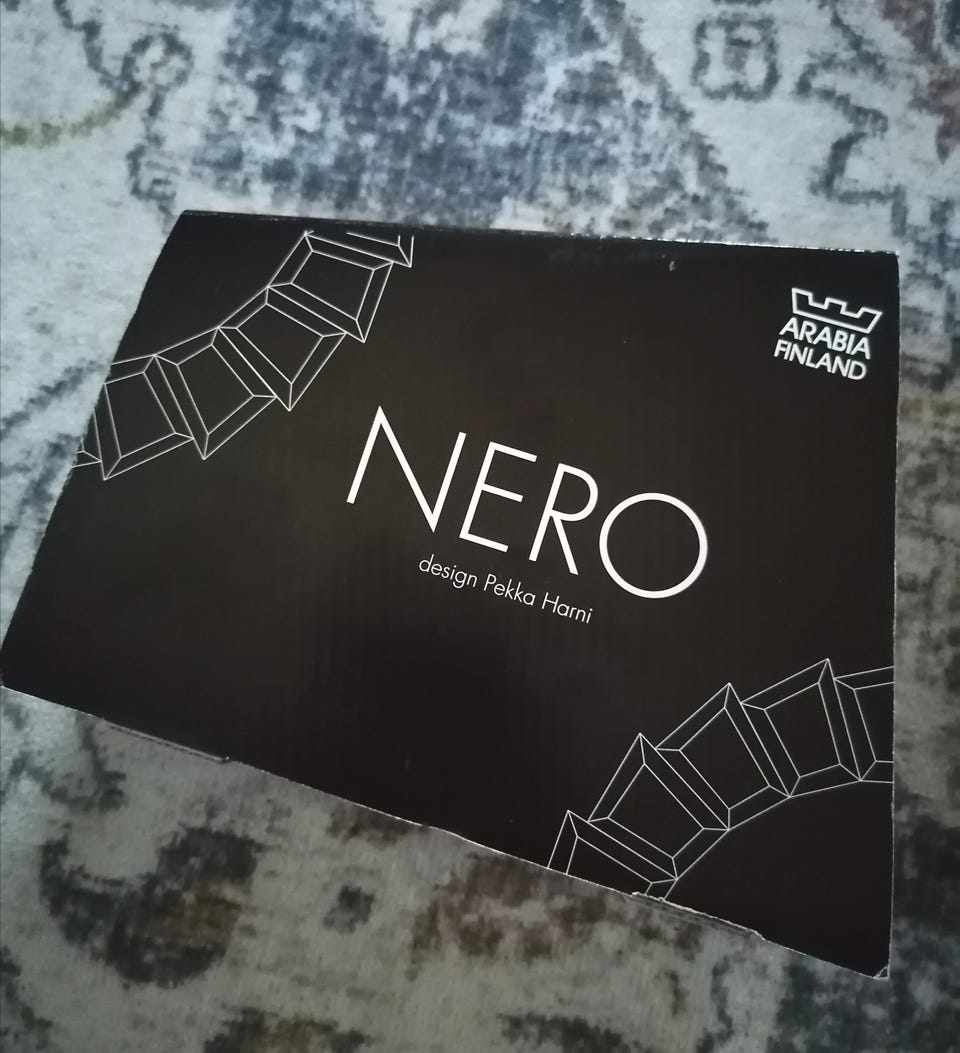 ARABIA
FINLAND
NERO
design Pekka Harni